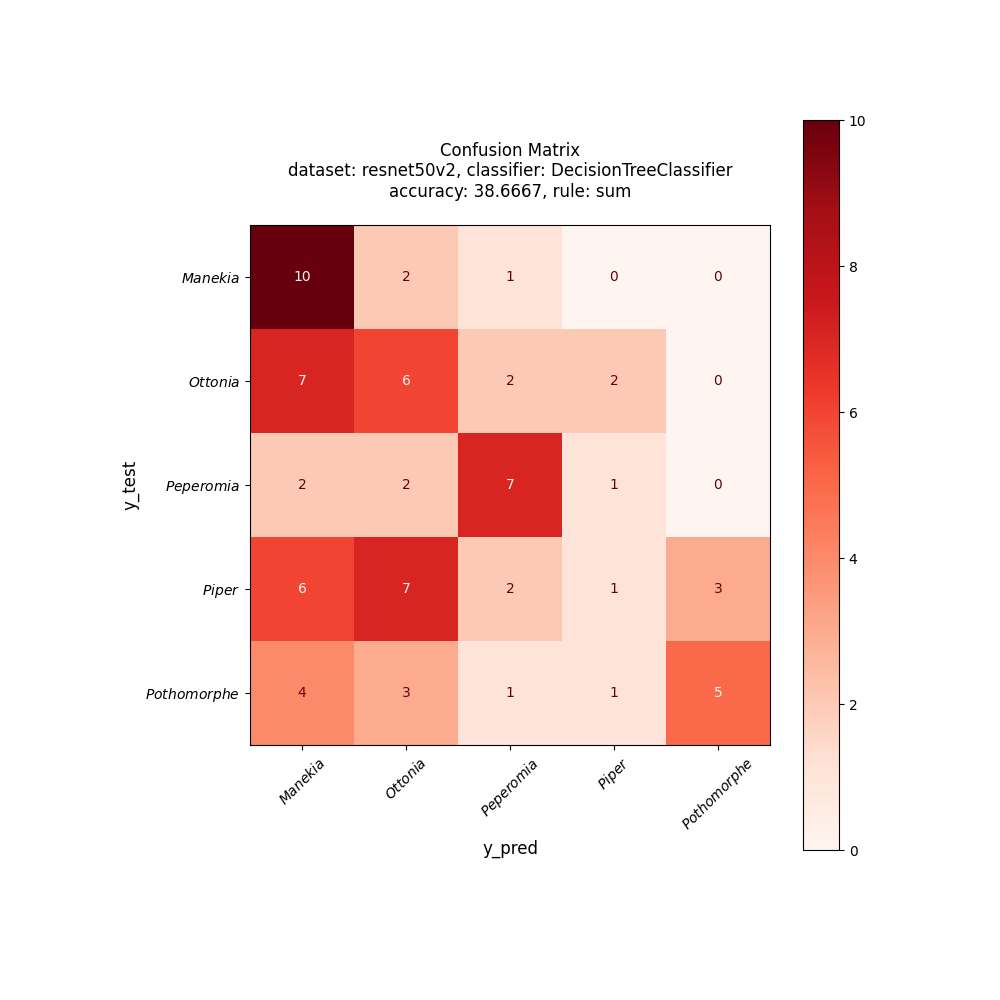 Confusion Matrix
dataset: resnet50v2, classifier: DecisionTreeClassifier
accuracy: 38.6667, rule: sum
y_test
Manekia 10 2 1 0 0
Ottonia 7 6 2 2 0
Peperomia 2 2 7 1 0
Piper 6 7 2 1 3
Pothomorphe 4 3 1 1 5
Manekia Ottonia Peperomia Piper Pothomorphe
y_pred
10
8
6
4
2
0